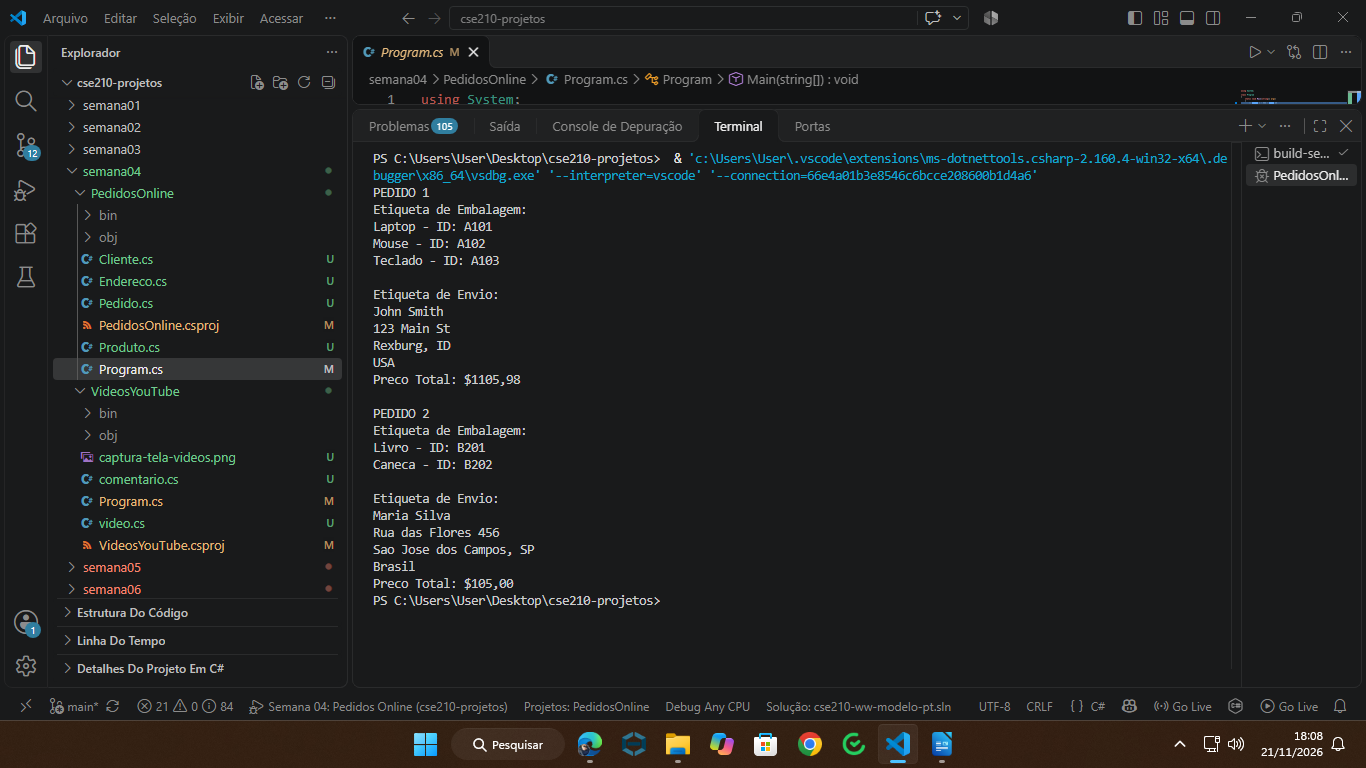 Arquivo Editar Seleção Exibir Acessar ···
cse210-projetos
Explorador ···
cse210-projetos
semana01
semana02
semana03
semana04
PedidosOnline
bin
obj
Cliente.cs U
Endereco.cs U
Pedido.cs U
PedidosOnline.csproj M
Produto.cs U
Program.cs M
VideosYouTube
bin
obj
captura-tela-videos.png U
comentario.cs U
Program.cs M
video.cs U
VideosYouTube.csproj M
semana05
semana06
Estrutura Do Código
Linha Do Tempo
Detalhes Do Projeto Em C#
12
1
Program.cs M
semana04 > PedidosOnline > Program.cs > Program > Main(string[]) : void
1 using System;
Problemas 105 Saída Console de Depuração Terminal Portas
PS C:\Users\User\Desktop\cse210-projetos> & 'c:\Users\User\.vscode\extensions\ms-dotnettools.csharp-2.160.4-win32-x64\.de
bugger\x86_64\vsdbg.exe' '--interpreter=vscode' '--connection=66e4a01b3e8546c6bcce208600b1d4a6'
PEDIDO 1
Etiqueta de Embalagem:
Laptop - ID: A101
Mouse - ID: A102
Teclado - ID: A103
Etiqueta de Envio:
John Smith
123 Main St
Rexburg, ID
USA
Preco Total: $1105,98
PEDIDO 2
Etiqueta de Embalagem:
Livro - ID: B201
Caneca - ID: B202
Etiqueta de Envio:
Maria Silva
Rua das Flores 456
Sao Jose dos Campos, SP
Brasil
Preco Total: $105,00
PS C:\Users\User\Desktop\cse210-projetos>
build-se...
PedidosOnl...
main* 21 0 84 Semana 04: Pedidos Online (cse210-projetos) Projetos: PedidosOnline Debug Any CPU Solução: cse210-ww-modelo-pt.sln UTF-8 CRLF { } C# Go Live Go Live
Pesquisar
18:08
21/11/2026